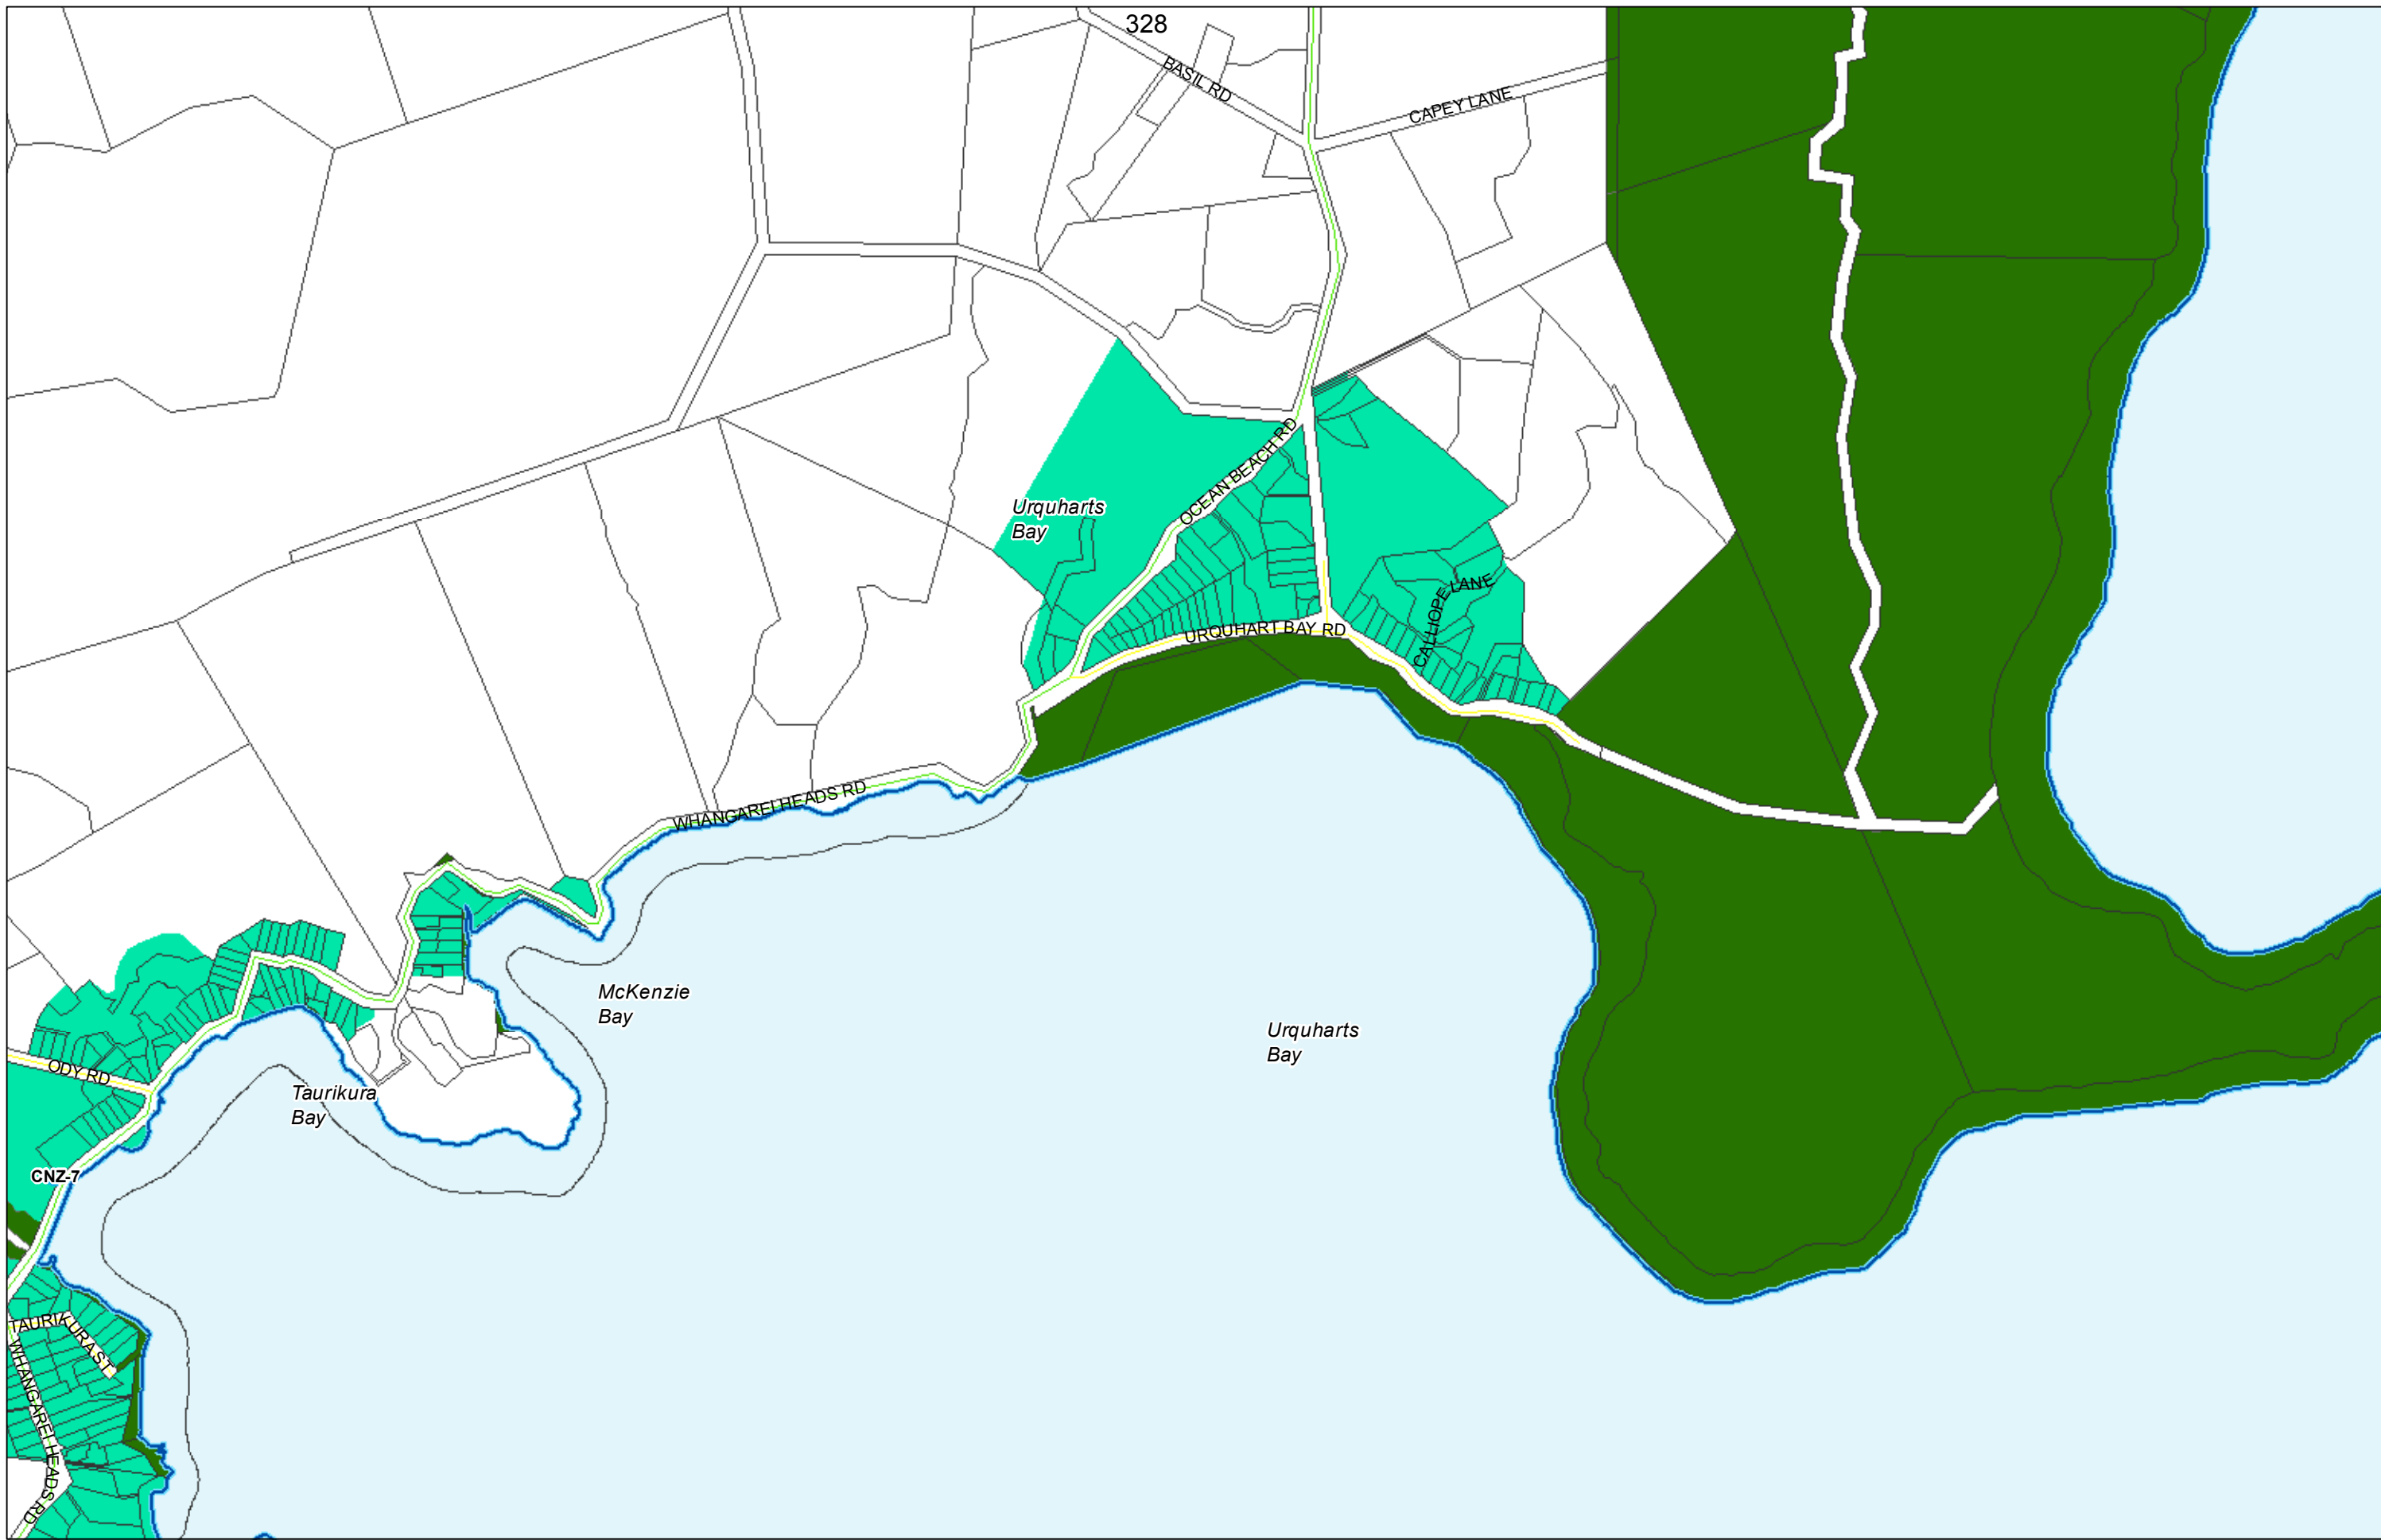 328
BASIL RD
CAPEY LANE
OCEAN BEACH RD
Urquharts
Bay
CALLIOPE LANE
URQUHART BAY RD
WHANGAREI HEADS RD
McKenzie
Bay
Urquharts
Bay
ODY RD
Taurikura
Bay
CNZ-7
TAURIKURA ST
WHANGAREI HEADS RD